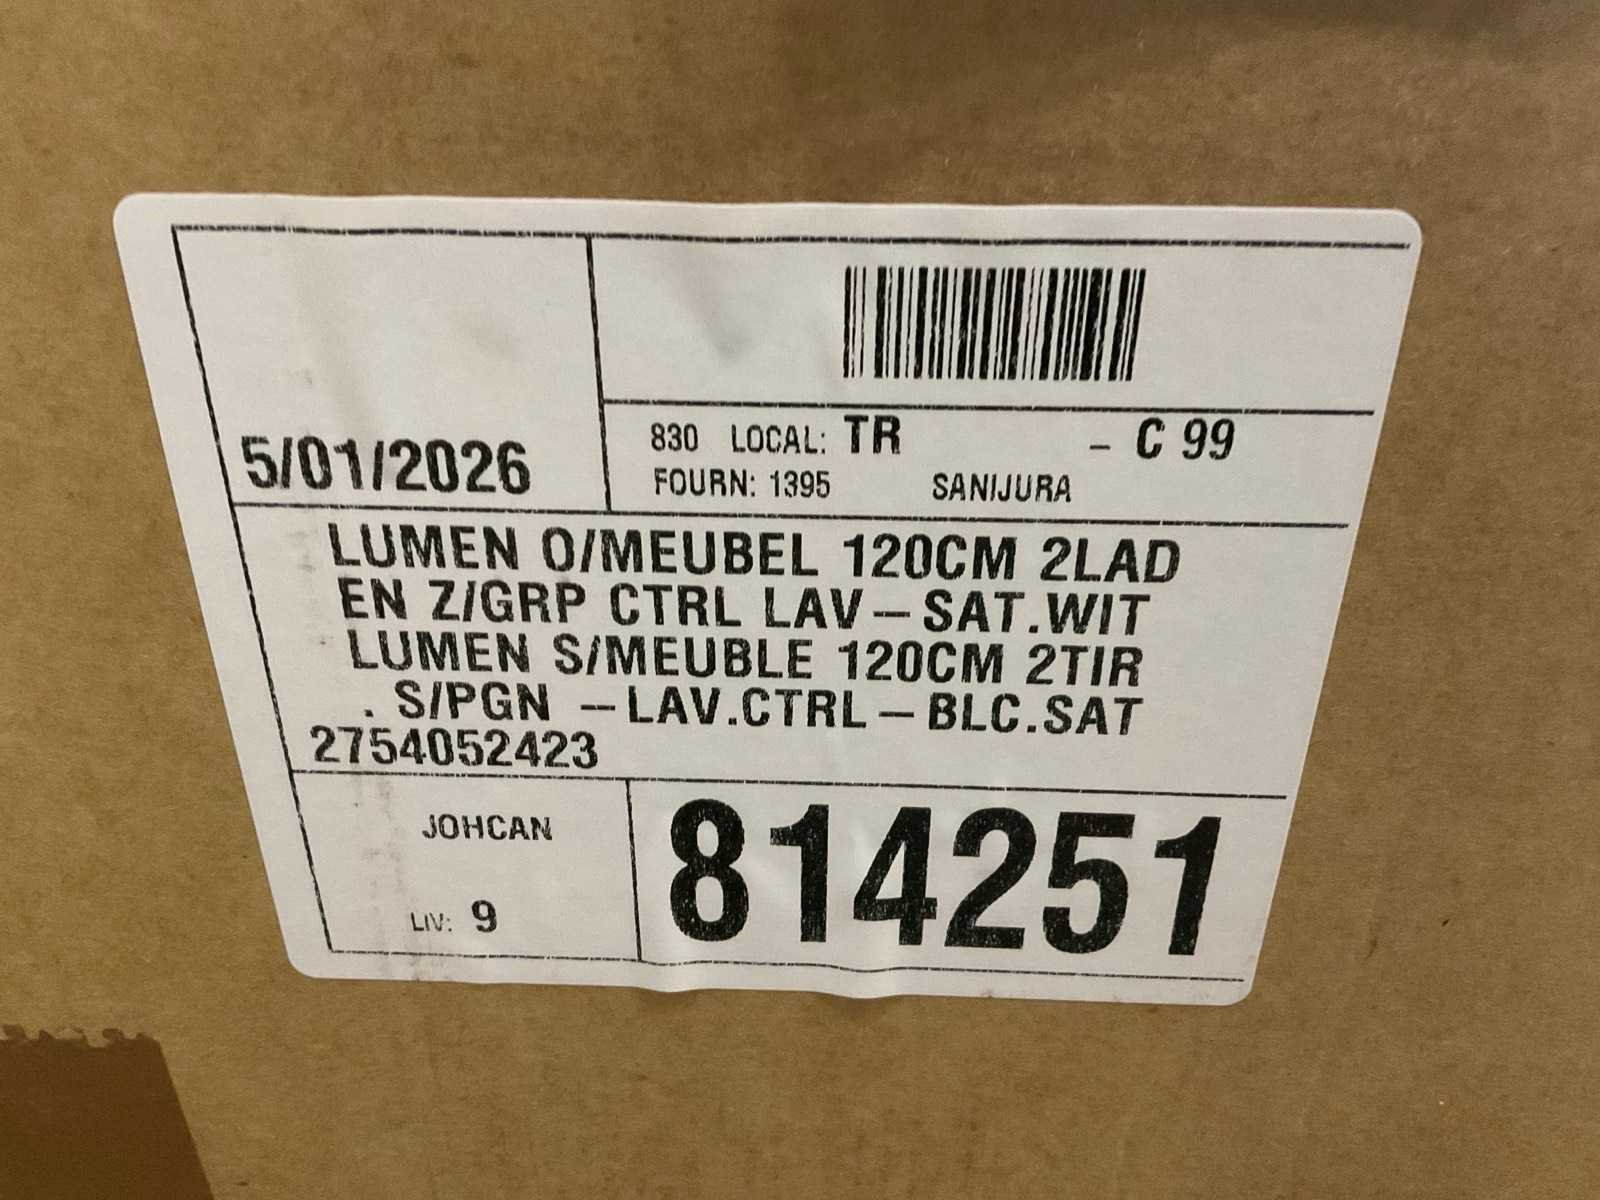 5/01/2026
830 LOCAL: TR - C 99
FOURN: 1395 SANIJURA
LUMEN O/MEUBEL 120CM 2LAD
EN Z/GRP CTRL LAV-SAT.WIT
LUMEN S/MEUBLE 120CM 2TIR
. S/PGN -LAV.CTRL-BLC.SAT
2754052423
JOHCAN
LIV: 9
814251